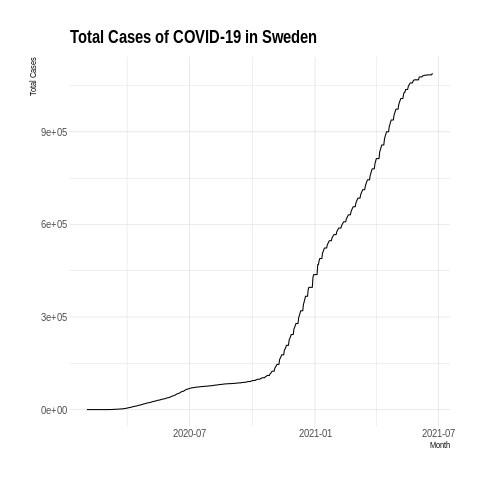 Total Cases of COVID-19 in Sweden
Total Cases
9e+05
6e+05
3e+05
0e+00
2020-07 2021-01 2021-07
Month